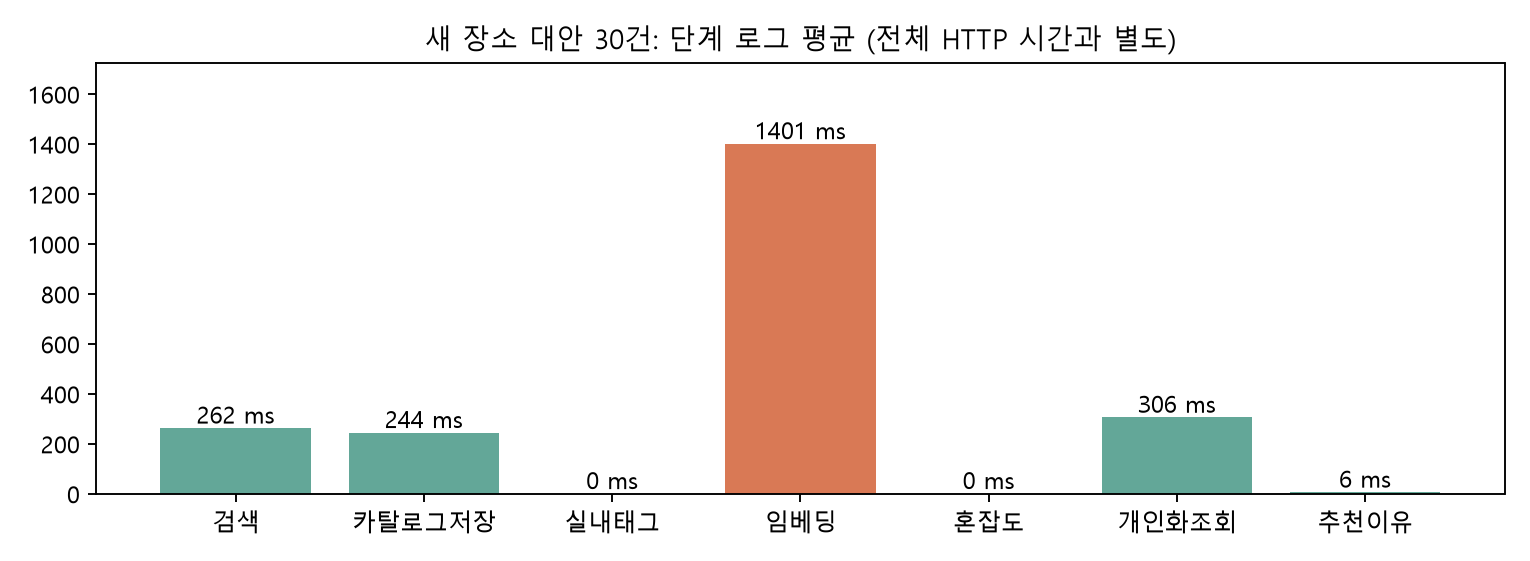 새 장소 대안 30건: 단계 로그 평균 (전체 HTTP 시간과 별도)
1600
1400
1200
1000
800
600
400
200
0
262 ms
244 ms
0 ms
1401 ms
0 ms
306 ms
6 ms
검색
카탈로그저장
실내태그
임베딩
혼잡도
개인화조회
추천이유